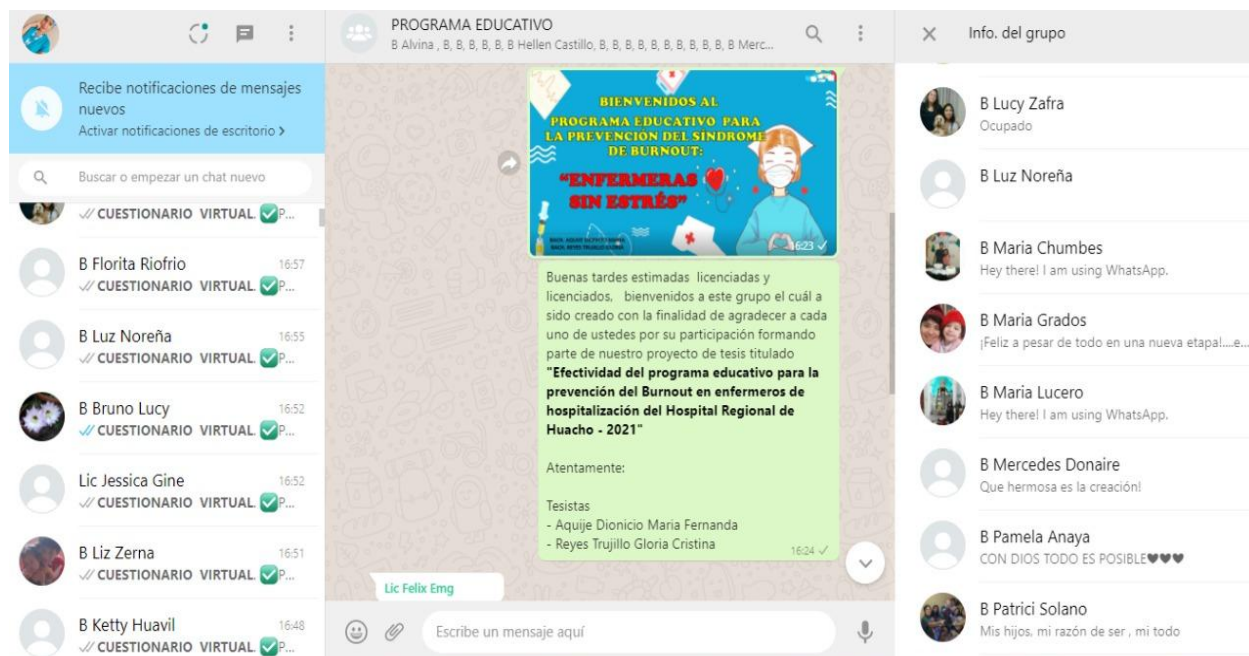 Recibe notificaciones de mensajes
nuevos
Activar notificaciones de escritorio >
Buscar o empezar un chat nuevo
CUESTIONARIO VIRTUAL. ✅P...
B Florita Riofrio 16:57
CUESTIONARIO VIRTUAL. ✅P...
B Luz Noreña 16:55
CUESTIONARIO VIRTUAL. ✅P...
B Bruno Lucy 16:52
CUESTIONARIO VIRTUAL. ✅P...
Lic Jessica Gine 16:52
CUESTIONARIO VIRTUAL. ✅P...
B Liz Zerna 16:51
CUESTIONARIO VIRTUAL. ✅P...
B Ketty Huavil 16:48
CUESTIONARIO VIRTUAL. ✅P...
PROGRAMA EDUCATIVO
B Alvina , B, B, B, B, B, B Hellen Castillo, B, B, B, B, B, B, B, B, B, B Merc...
BIENVENIDOS AL
PROGRAMA EDUCATIVO PARA
LA PREVENCIÓN DEL SÍNDROME
DE BURNOUT:
"ENFERMERAS
SIN ESTRÉS"
16:23
Buenas tardes estimadas licenciadas y
licenciados, bienvenidos a este grupo el cuál a
sido creado con la finalidad de agradecer a cada
uno de ustedes por su participación formando
parte de nuestro proyecto de tesis titulado
"Efectividad del programa educativo para la
prevención del Burnout en enfermeros de
hospitalización del Hospital Regional de
Huacho - 2021"
Atentamente:
Tesistas
- Aquije Dionicio Maria Fernanda
- Reyes Trujillo Gloria Cristina 16:24
Lic Felix Emg
Escribe un mensaje aquí
Info. del grupo
B Lucy Zafra
Ocupado
B Luz Noreña
.
B Maria Chumbes
Hey there! I am using WhatsApp.
B Maria Grados
¡Feliz a pesar de todo en una nueva etapa!....e...
B Maria Lucero
Hey there! I am using WhatsApp.
B Mercedes Donaire
Que hermosa es la creación!
B Pamela Anaya
CON DIOS TODO ES POSIBLE♥♥♥
B Patrici Solano
Mis hijos, mi razón de ser , mi todo